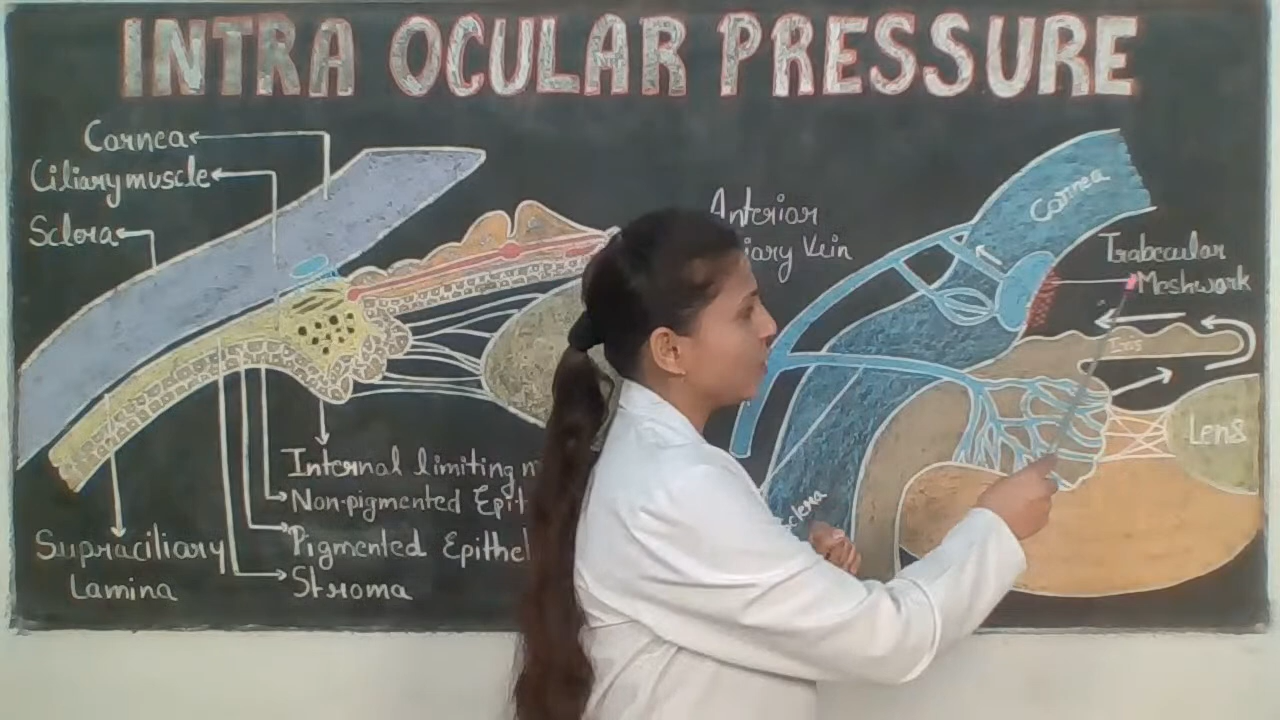 INTRA OCULAR PRESSURE
Cornea
Ciliary muscle
Sclera
Supraciliary
Lamina
Internal limiting
Non-pigmented
Pigmented
Stroma
Anterior
Vein
Cornea
Trabecular
Meshwork
Iris
Lens
Sclera